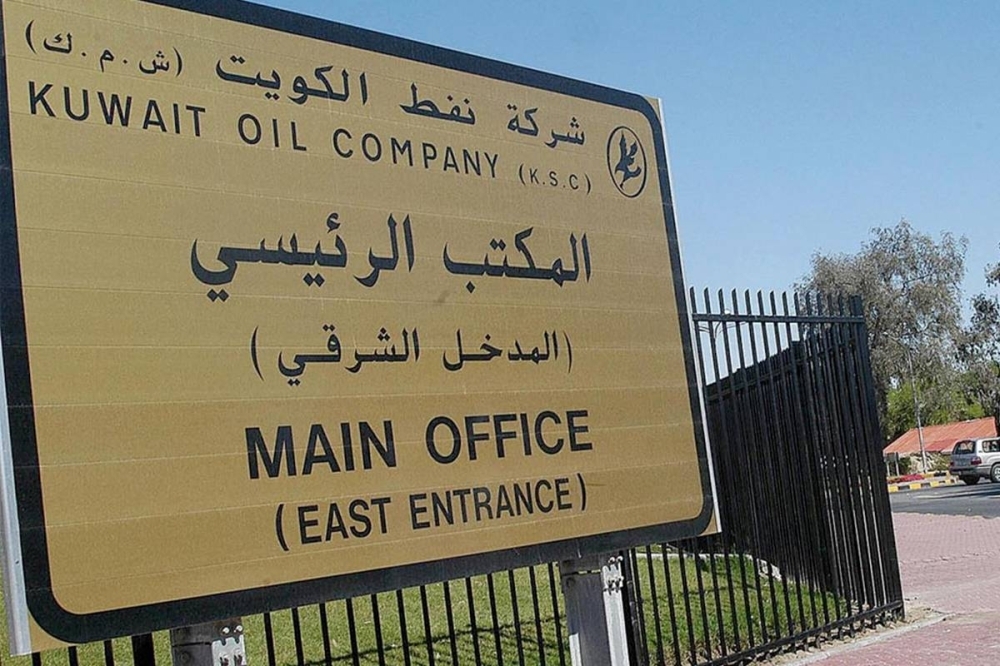 شركة نفط الكويت (ش.م.ك)
KUWAIT OIL COMPANY (K.S.C)
المكتب الرئيسي
(المدخل الشرقي)
MAIN OFFICE
(EAST ENTRANCE)